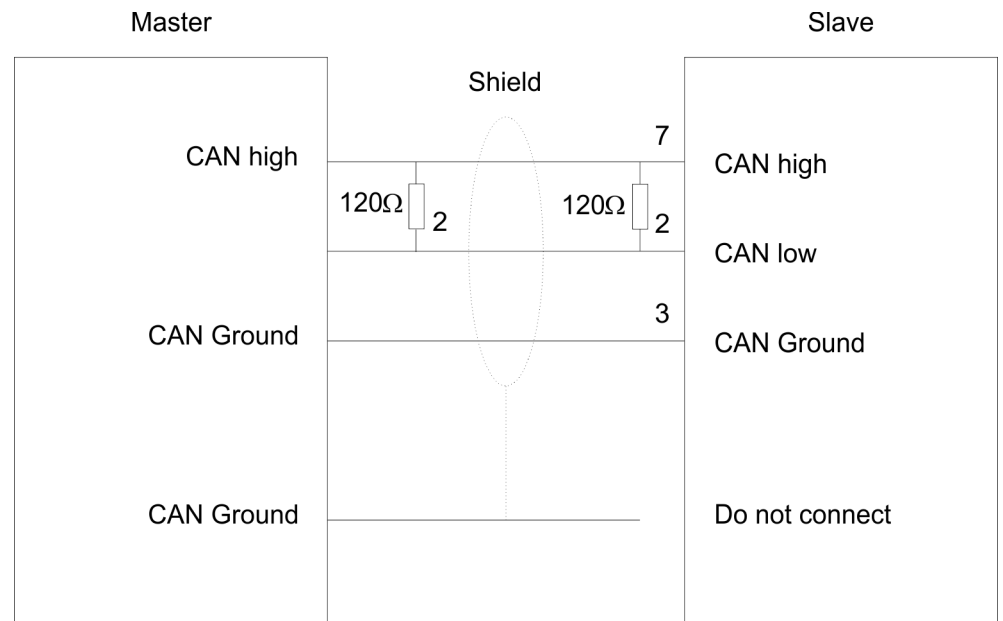 Master
Slave
Shield
7
CAN high
CAN high
120Ω
2
120Ω
2
CAN low
3
CAN Ground
CAN Ground
CAN Ground
Do not connect